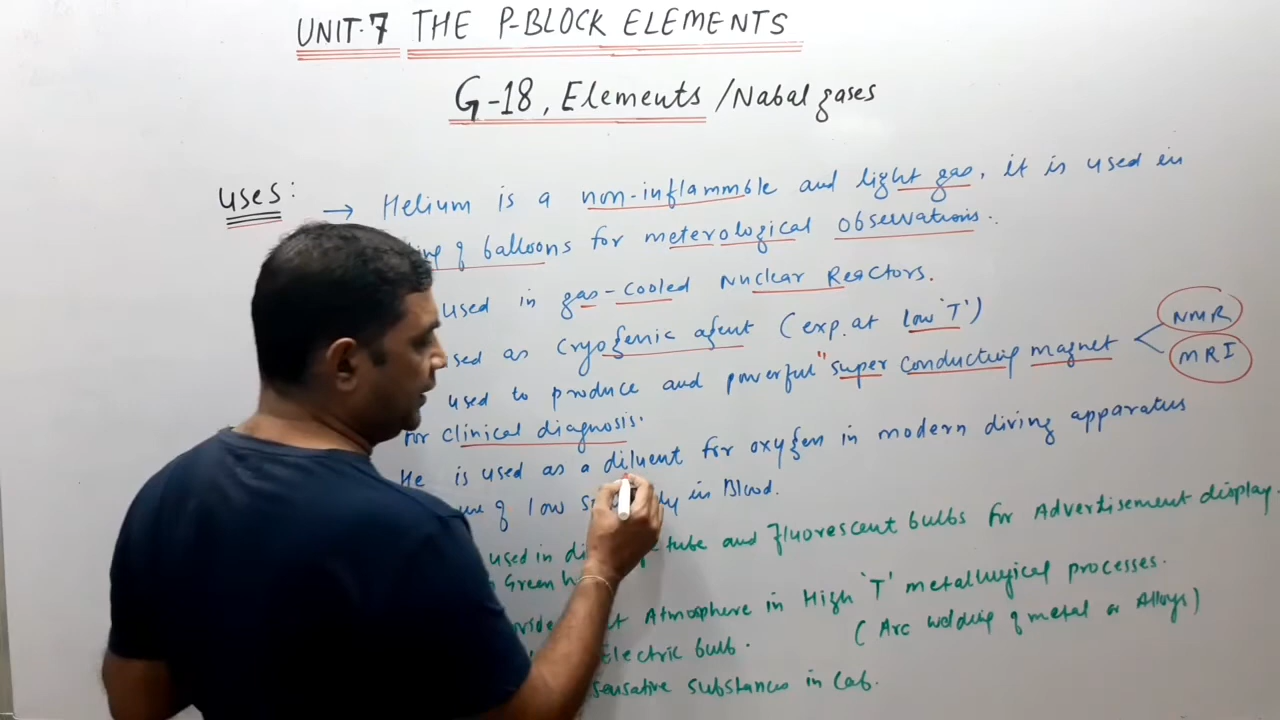 UNIT.7 THE P-BLOCK ELEMENTS
G-18, Elements /Nabal gases
uses:
→ Helium is a non-inflammble and light gas, it is used in
balloons for meterological observations.
used in gas-cooled Nuclear Reactors.
as cryogenic agent (exp. at low 'T')
used to produce and powerful "super conducting magnet
NMR
MRI
For clinical diagnosis.
He is used as a diluent for oxygen in modern diving apparatus
of low in Blood.
used in tube and fluorescent bulbs for Advertisement display.
Green
Atmosphere in High 'T' metallurgical processes.
(Arc welding of metal or Alloys)
Electric bulb.
sensative substances in Lab.